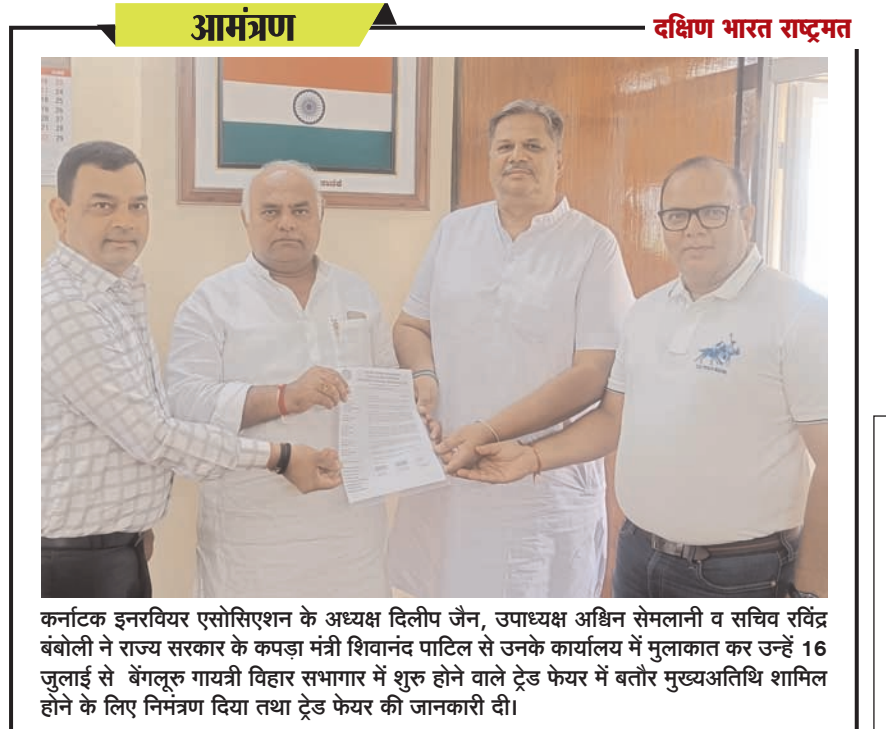 आमंत्रण
दक्षिण भारत राष्ट्रमत
कर्नाटक इनरवियर एसोसिएशन के अध्यक्ष दिलीप जैन, उपाध्यक्ष अश्विन सेमलानी व सचिव रविंद्र
बंबोली ने राज्य सरकार के कपड़ा मंत्री शिवानंद पाटिल से उनके कार्यालय में मुलाकात कर उन्हें 16
जुलाई से बेंगलूरु गायत्री विहार सभागार में शुरु होने वाले ट्रेड फेयर में बतौर मुख्यअतिथि शामिल
होने के लिए निमंत्रण दिया तथा ट्रेड फेयर की जानकारी दी।